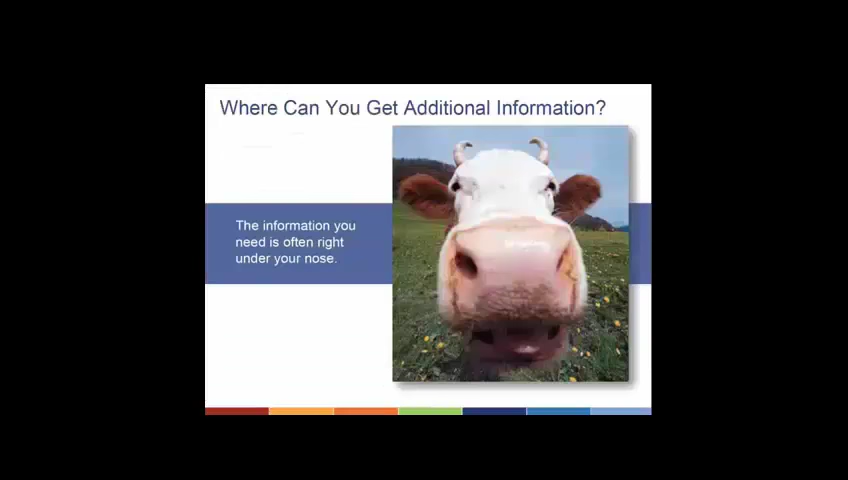 Where Can You Get Additional Information?
The information you
need is often right
under your nose.